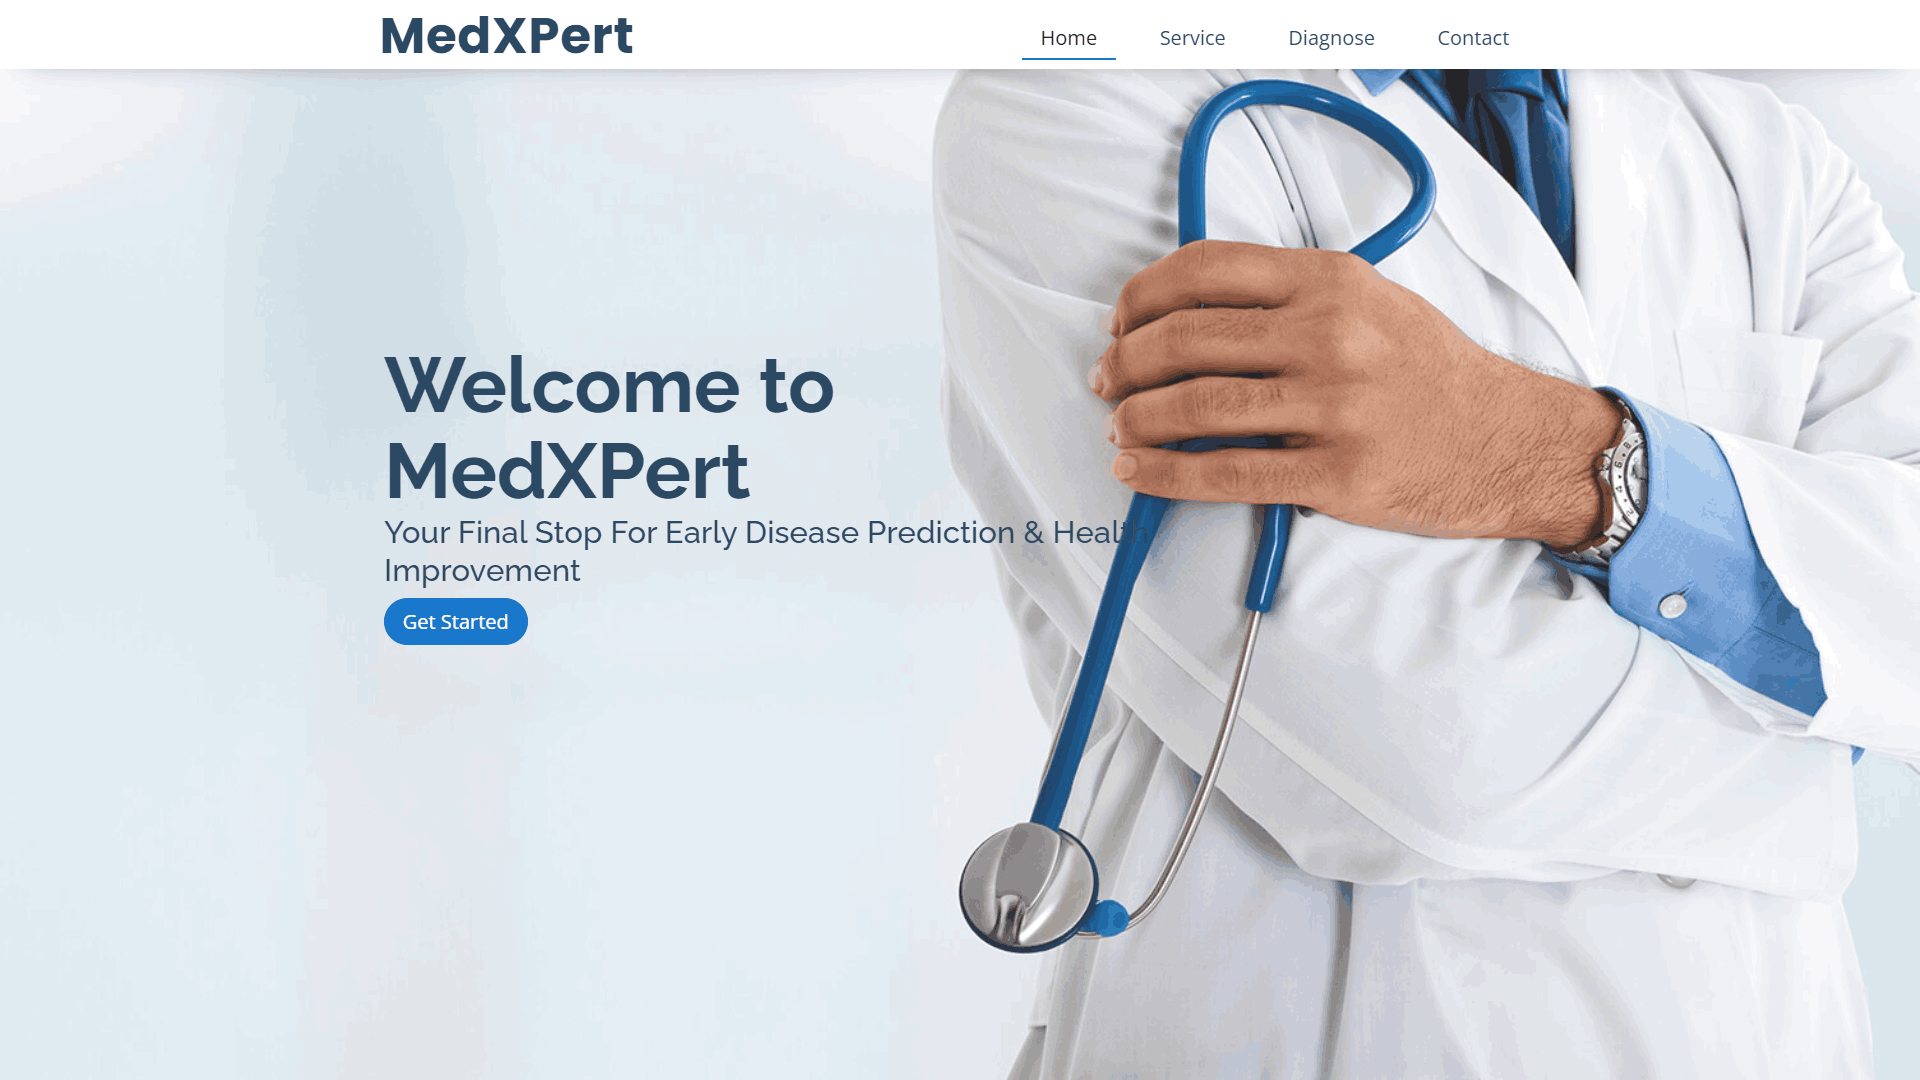 MedXPert
Home Service Diagnose Contact
Welcome to
MedXPert
Your Final Stop For Early Disease Prediction & Health
Improvement
Get Started